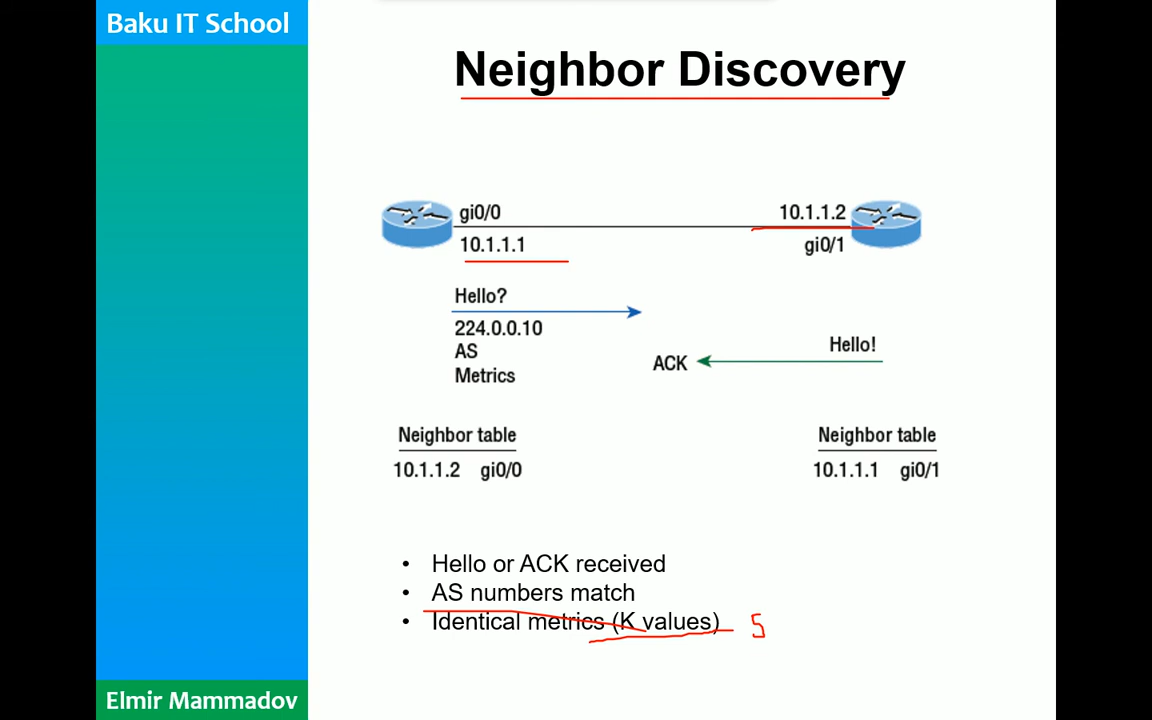 Baku IT School
Neighbor Discovery
gi0/0
10.1.1.2
10.1.1.1
gi0/1
Hello?
224.0.0.10
Hello!
AS
ACK
Metrics
Neighbor table
Neighbor table
10.1.1.2 gi0/0
10.1.1.1 gi0/1
• Hello or ACK received
• AS numbers match
• Identical metrics (K values) 5
Elmir Mammadov